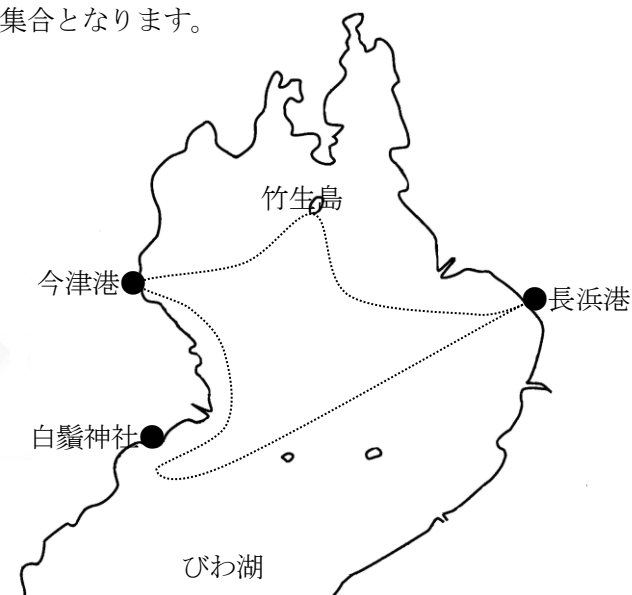 集合となります。
竹生島
今津港
長浜港
白鬚神社
びわ湖